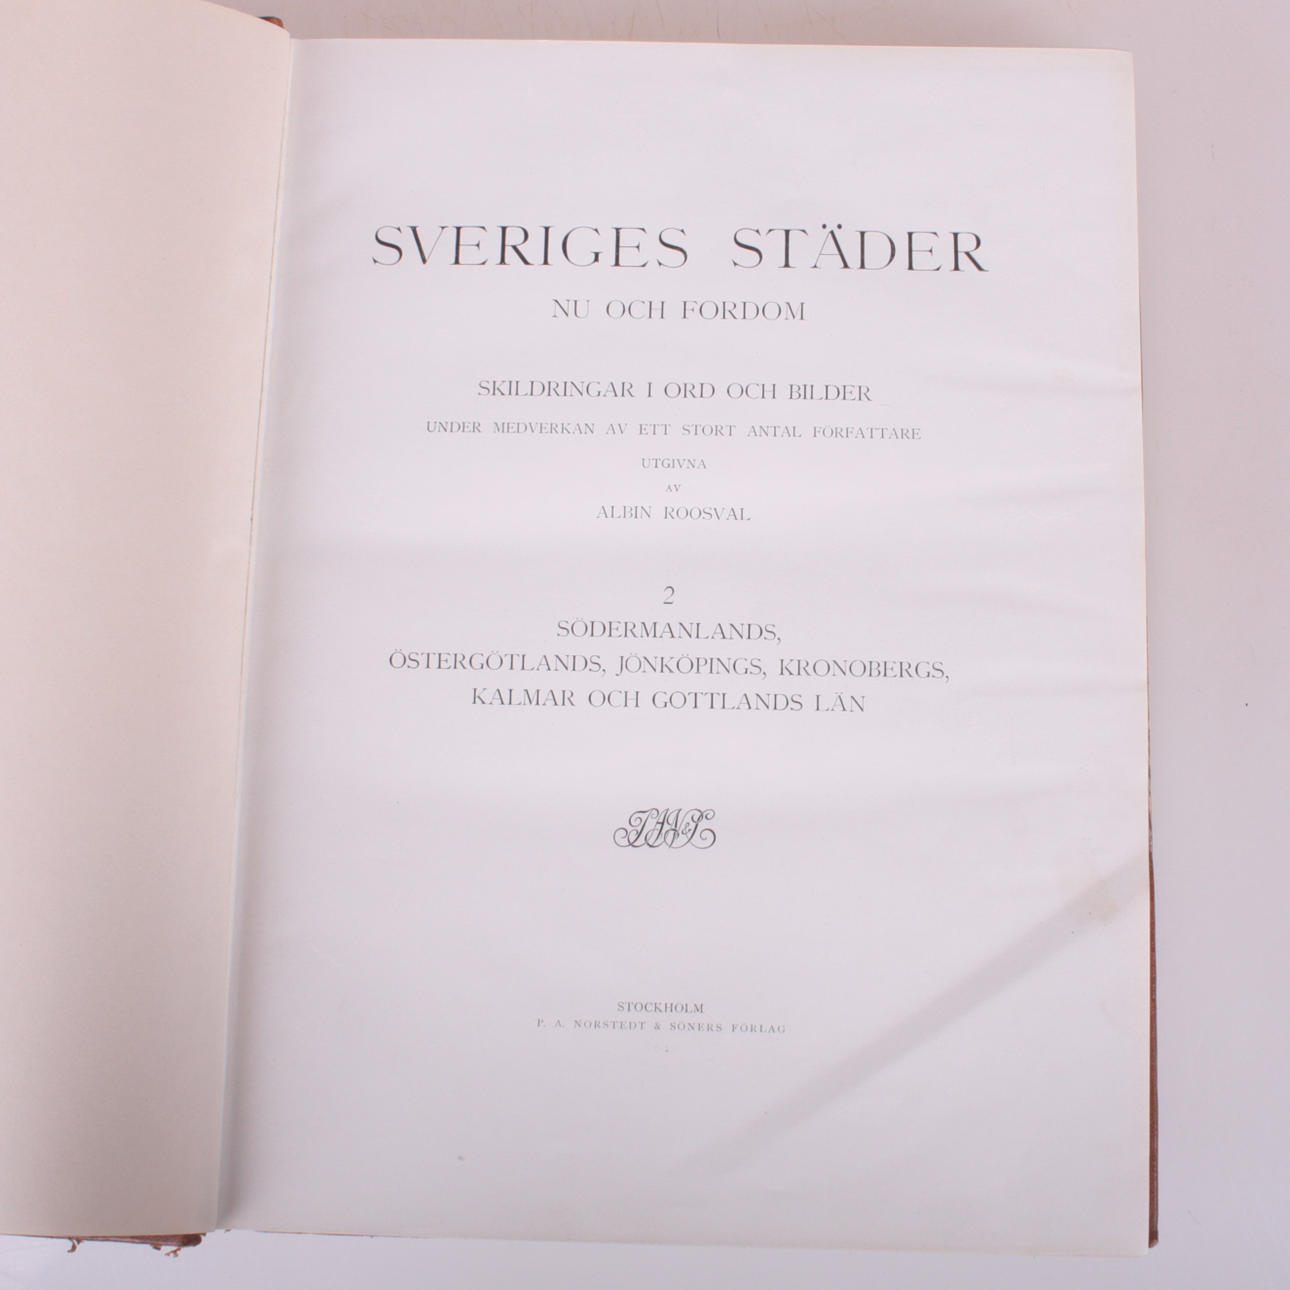 SVERIGES STÄDER
NU OCH FORDOM
SKILDRINGAR I ORD OCH BILDER
UNDER MEDVERKAN AV ETT STORT ANTAL FÖRFATTARE
UTGIVNA
AV
ALBIN ROOSVAL
2
SÖDERMANLANDS,
ÖSTERGÖTLANDS, JÖNKÖPINGS, KRONOBERGS,
KALMAR OCH GOTTLANDS LÄN
PAN&S
STOCKHOLM
P. A. NORSTEDT & SÖNERS FÖRLAG